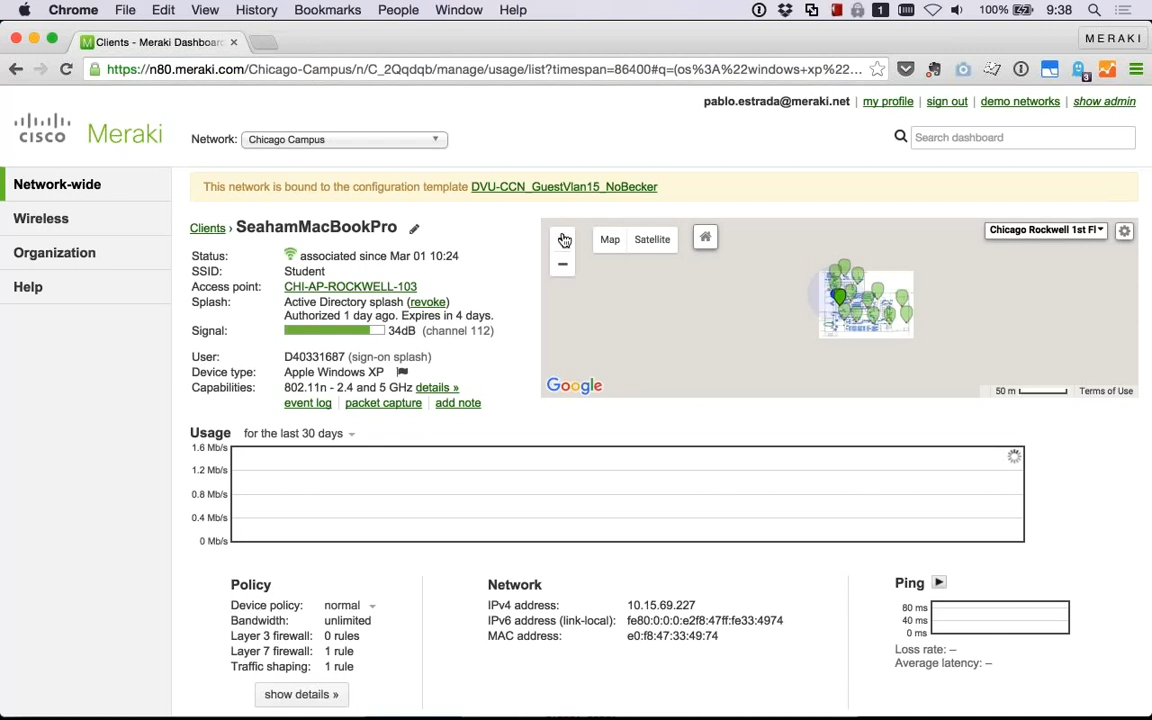 Chrome File Edit View History Bookmarks People Window Help 1 100% 9:38
Clients - Meraki Dashboar MERAKI
https://n80.meraki.com/Chicago-Campus/n/C_2Qqdqb/manage/usage/list?timespan=86400#q=(os%3A%22windows+xp%22... 3
pablo.estrada@meraki.net | my profile | sign out | demo networks | show admin
CISCO Meraki Network: Chicago Campus Search dashboard
Network-wide
Wireless
Organization
Help
This network is bound to the configuration template DVU-CCN_GuestVlan15_NoBecker
Clients › SeahamMacBookPro
Status: associated since Mar 01 10:24
SSID: Student
Access point: CHI-AP-ROCKWELL-103
Splash: Active Directory splash (revoke)
Authorized 1 day ago. Expires in 4 days.
Signal: 34dB (channel 112)
User: D40331687 (sign-on splash)
Device type: Apple Windows XP
Capabilities: 802.11n - 2.4 and 5 GHz details »
event log packet capture add note
Map Satellite Chicago Rockwell 1st Fl
Google 50 m Terms of Use
Usage for the last 30 days
1.6 Mb/s
1.2 Mb/s
0.8 Mb/s
0.4 Mb/s
0 Mb/s
Policy
Device policy: normal
Bandwidth: unlimited
Layer 3 firewall: 0 rules
Layer 7 firewall: 1 rule
Traffic shaping: 1 rule
show details »
Network
IPv4 address: 10.15.69.227
IPv6 address (link-local): fe80:0:0:0:e2f8:47ff:fe33:4974
MAC address: e0:f8:47:33:49:74
Ping
80 ms
40 ms
0 ms
Loss rate: –
Average latency: –